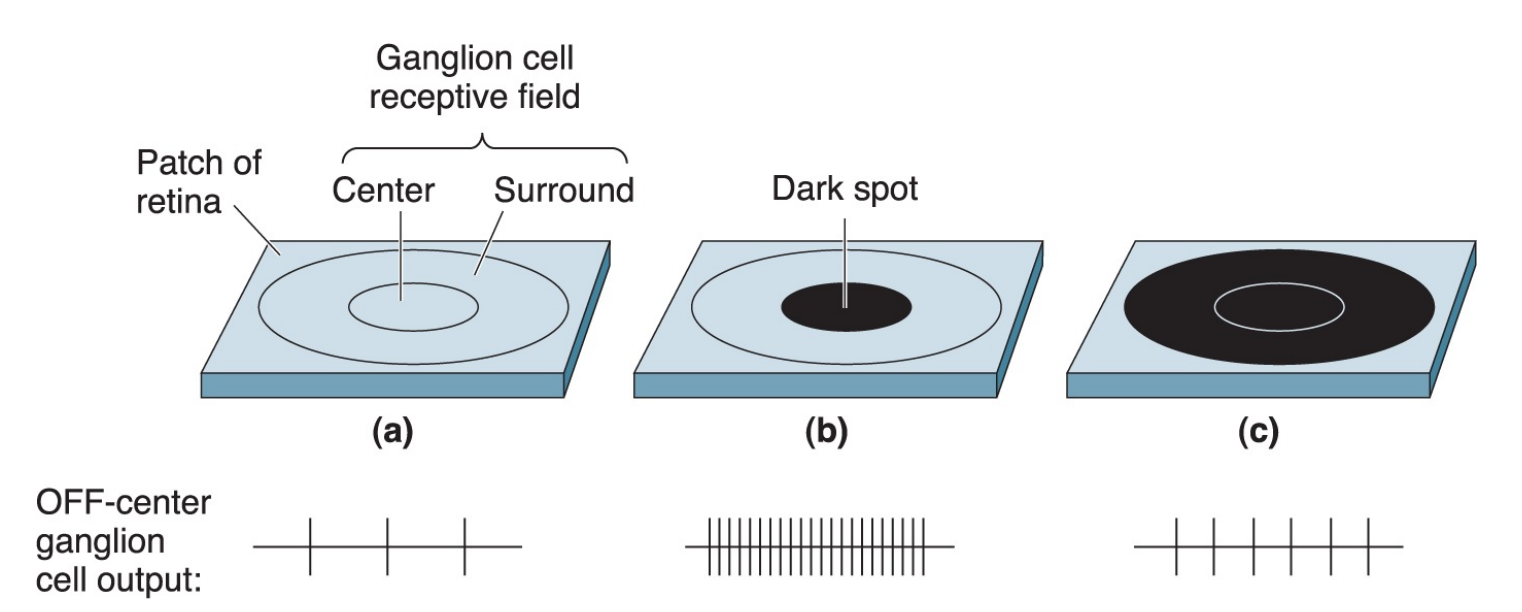 Ganglion cell
receptive field
Patch of
retina
Center
Surround
Dark spot
(a)
(b)
(c)
OFF-center
ganglion
cell output: